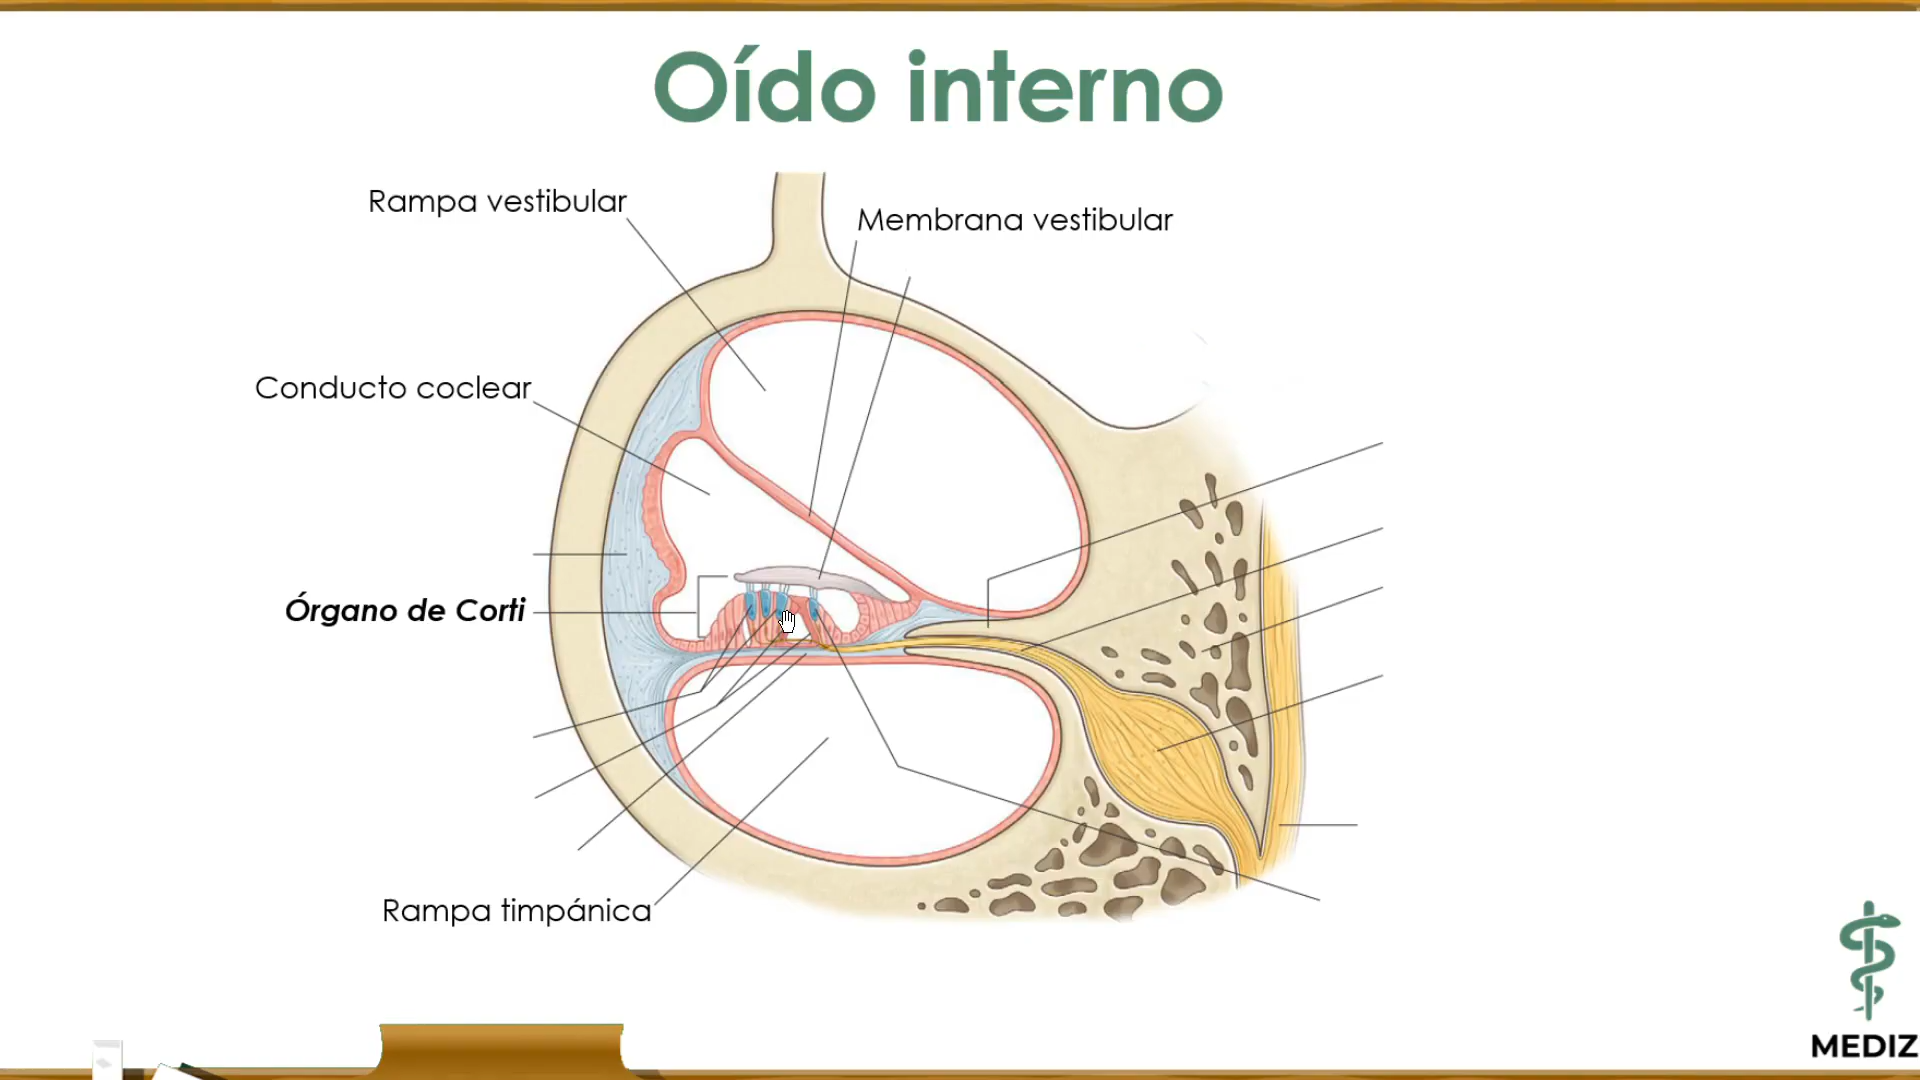 Oído interno
Rampa vestibular
Membrana vestibular
Conducto coclear
Órgano de Corti
Rampa timpánica
MEDIZ